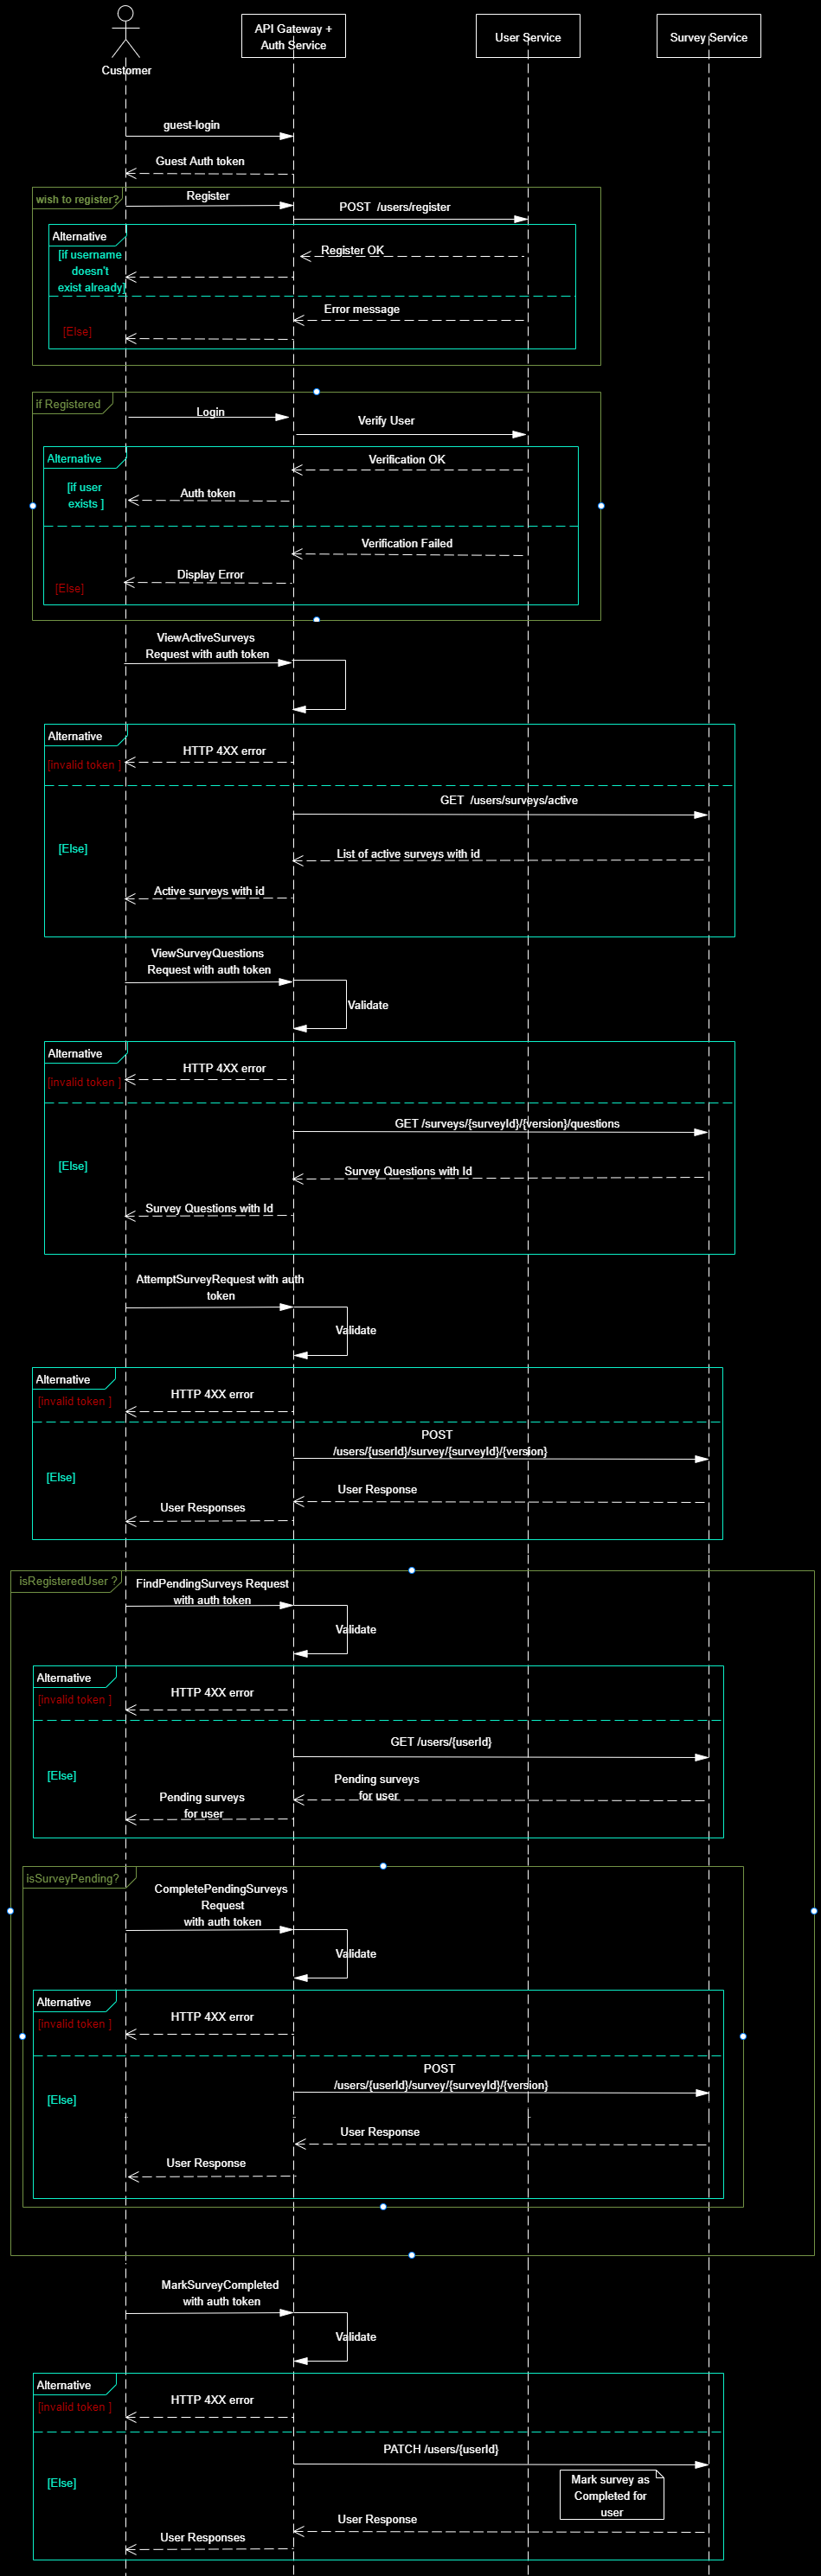 Customer
API Gateway +
Auth Service
User Service
Survey Service
guest-login
Guest Auth token
wish to register?
Register
POST /users/register
Alternative
[if username
doesn't
exist already]
Register OK
Error message
[Else]
if Registered
Login
Verify User
Alternative
Verification OK
[if user
exists ]
Auth token
Verification Failed
Display Error
[Else]
ViewActiveSurveys
Request with auth token
Alternative
HTTP 4XX error
[invalid token ]
GET /users/surveys/active
[Else]
List of active surveys with id
Active surveys with id
ViewSurveyQuestions
Request with auth token
Validate
Alternative
HTTP 4XX error
[invalid token ]
GET /surveys/{surveyId}/{version}/questions
[Else]
Survey Questions with Id
Survey Questions with Id
AttemptSurveyRequest with auth
token
Validate
Alternative
HTTP 4XX error
[invalid token ]
POST
/users/{userId}/survey/{surveyId}/{version}
[Else]
User Response
User Responses
isRegisteredUser ?
FindPendingSurveys Request
with auth token
Validate
Alternative
HTTP 4XX error
[invalid token ]
GET /users/{userId}
[Else]
Pending surveys
for user
Pending surveys
for user
isSurveyPending?
CompletePendingSurveys
Request
with auth token
Validate
Alternative
HTTP 4XX error
[invalid token ]
POST
/users/{userId}/survey/{surveyId}/{version}
[Else]
User Response
User Response
MarkSurveyCompleted
with auth token
Validate
Alternative
HTTP 4XX error
[invalid token ]
PATCH /users/{userId}
[Else]
Mark survey as
Completed for
user
User Response
User Responses